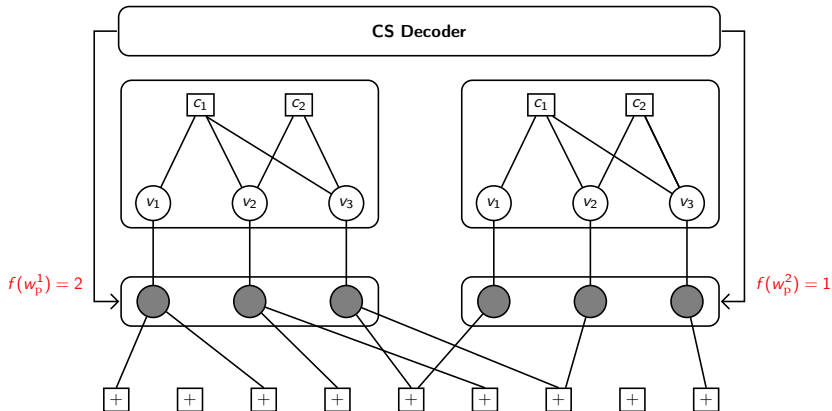 CS Decoder
c₁ c₂ c₁ c₂
v₁ v₂ v₃ v₁ v₂ v₃
f(w_p^1) = 2 f(w_p^2) = 1
+ + + + + + + + +